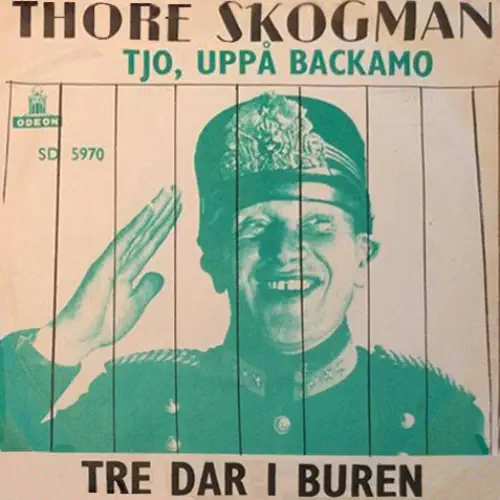 THORE SKOGMAN
TJO, UPPÅ BACKAMO
ODEON
SD 5970
TRE DAR I BUREN